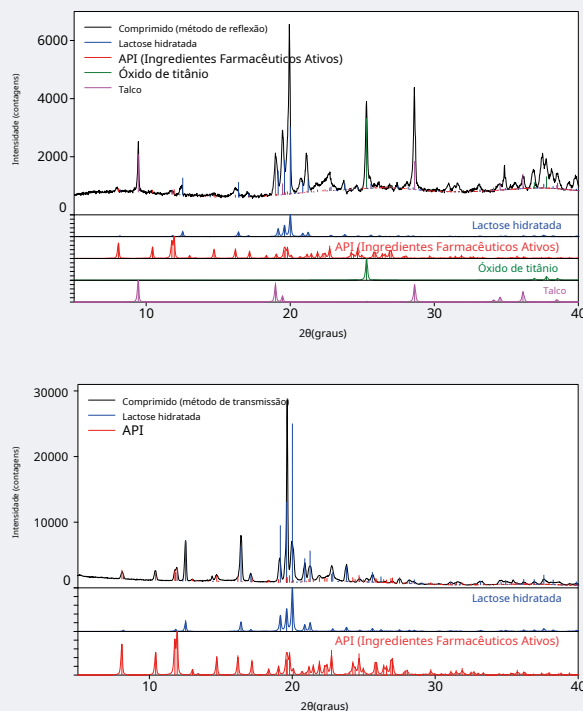 6000
4000
2000
0
Intensidade (contagens)
Comprimido (método de reflexão)
Lactose hidratada
API (Ingredientes Farmacêuticos Ativos)
Óxido de titânio
Talco
Lactose hidratada
API (Ingredientes Farmacêuticos Ativos)
Óxido de titânio
Talco
10 20 30 40
2θ(graus)
30000
20000
10000
0
Intensidade (contagens)
Comprimido (método de transmissão)
Lactose hidratada
API
Lactose hidratada
API (Ingredientes Farmacêuticos Ativos)
10 20 30 40
2θ(graus)